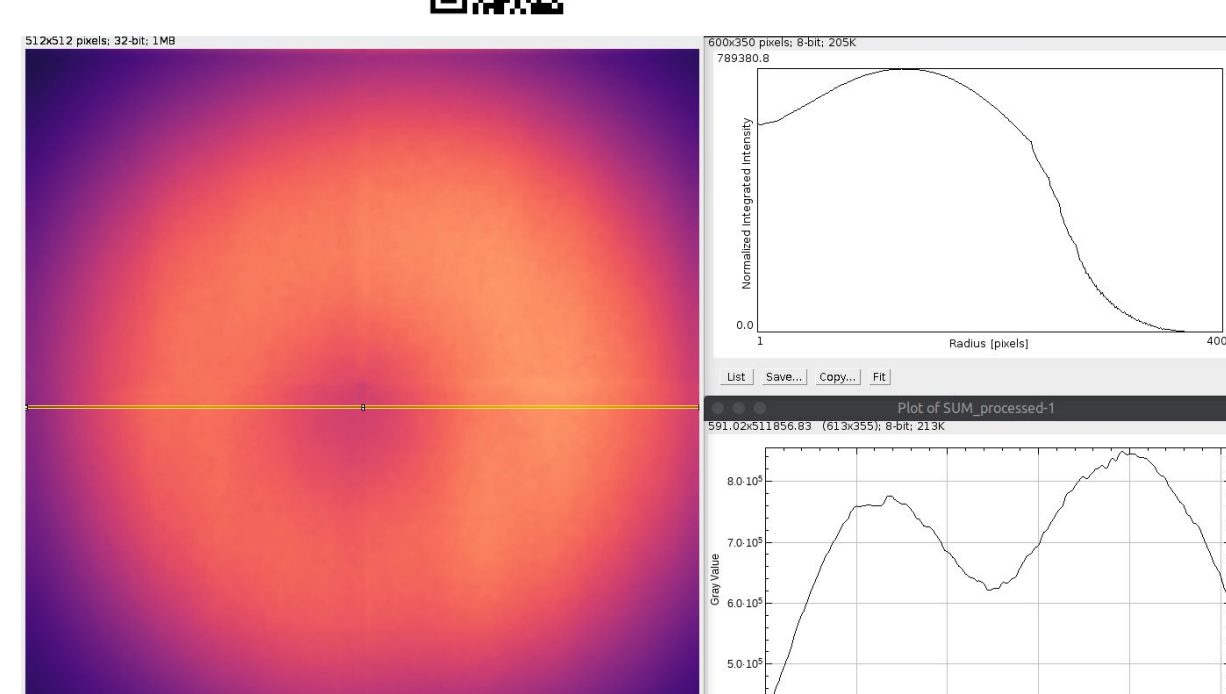 512x512 pixels; 32-bit; 1MB
600x350 pixels; 8-bit; 205K
789380.8
Normalized Integrated Intensity
0.0
1
Radius [pixels]
400
List Save... Copy... Fit
Plot of SUM_processed-1
591.02x511856.83 (613x355); 8-bit; 213K
8.0·10⁵
7.0·10⁵
Gray Value
6.0·10⁵
5.0·10⁵